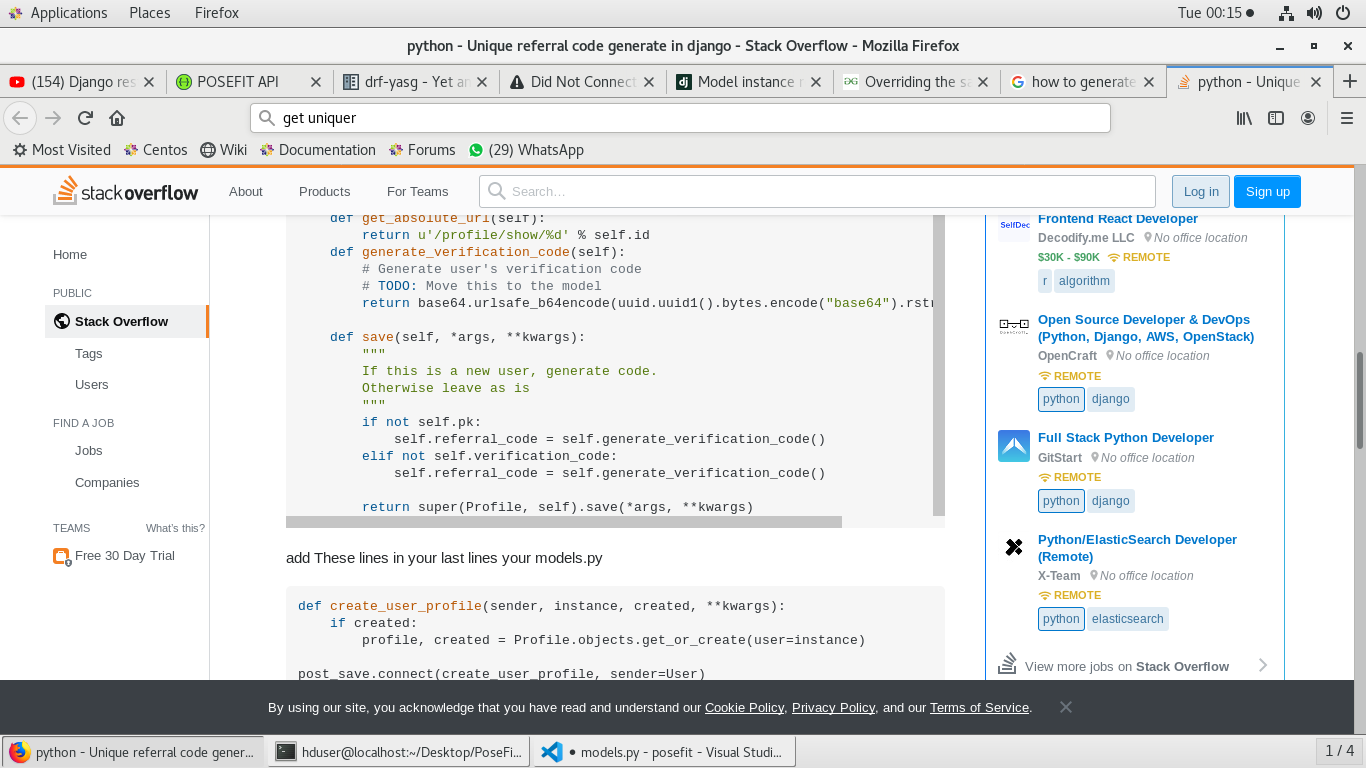 Applications Places Firefox Tue 00:15
python - Unique referral code generate in django - Stack Overflow - Mozilla Firefox
(154) Django res
POSEFIT API
drf-yasg - Yet an
Did Not Connect
Model instance r
Overriding the sa
how to generate
python - Unique
get uniquer
Most Visited Centos Wiki Documentation Forums (29) WhatsApp
stackoverflow About Products For Teams Search… Log in Sign up
Home
PUBLIC
Stack Overflow
Tags
Users
FIND A JOB
Jobs
Companies
TEAMS What's this?
Free 30 Day Trial
def get_absolute_url(self):
return u'/profile/show/%d' % self.id
def generate_verification_code(self):
# Generate user's verification code
# TODO: Move this to the model
return base64.urlsafe_b64encode(uuid.uuid1().bytes.encode("base64").rstr
def save(self, *args, **kwargs):
"""
If this is a new user, generate code.
Otherwise leave as is
"""
if not self.pk:
self.referral_code = self.generate_verification_code()
elif not self.verification_code:
self.referral_code = self.generate_verification_code()
return super(Profile, self).save(*args, **kwargs)
add These lines in your last lines your models.py
def create_user_profile(sender, instance, created, **kwargs):
if created:
profile, created = Profile.objects.get_or_create(user=instance)
post_save.connect(create_user_profile, sender=User)
SelfDec
Frontend React Developer
Decodify.me LLC No office location
$30K - $90K REMOTE
r algorithm
OpenCraft
Open Source Developer & DevOps
(Python, Django, AWS, OpenStack)
OpenCraft No office location
REMOTE
python django
Full Stack Python Developer
GitStart No office location
REMOTE
python django
Python/ElasticSearch Developer
(Remote)
X-Team No office location
REMOTE
python elasticsearch
View more jobs on Stack Overflow
By using our site, you acknowledge that you have read and understand our Cookie Policy, Privacy Policy, and our Terms of Service.
python - Unique referral code gener...
hduser@localhost:~/Desktop/PoseFi...
● models.py - posefit - Visual Studi...
1 / 4